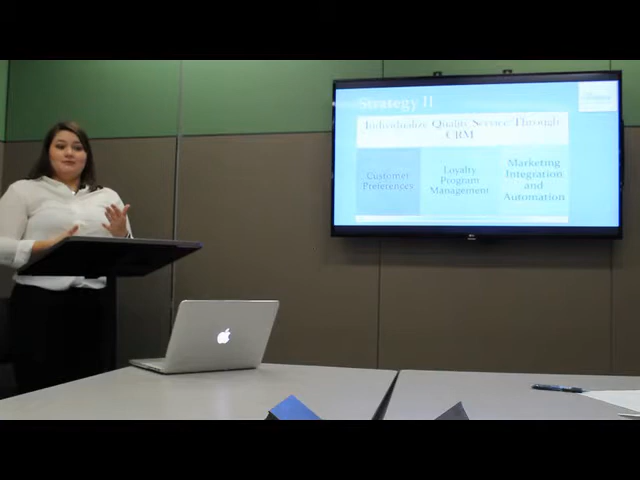 Strategy II
Individualize Quality Service Through
CRM
Customer
Preferences
Loyalty
Program
Management
Marketing
Integration
and
Automation